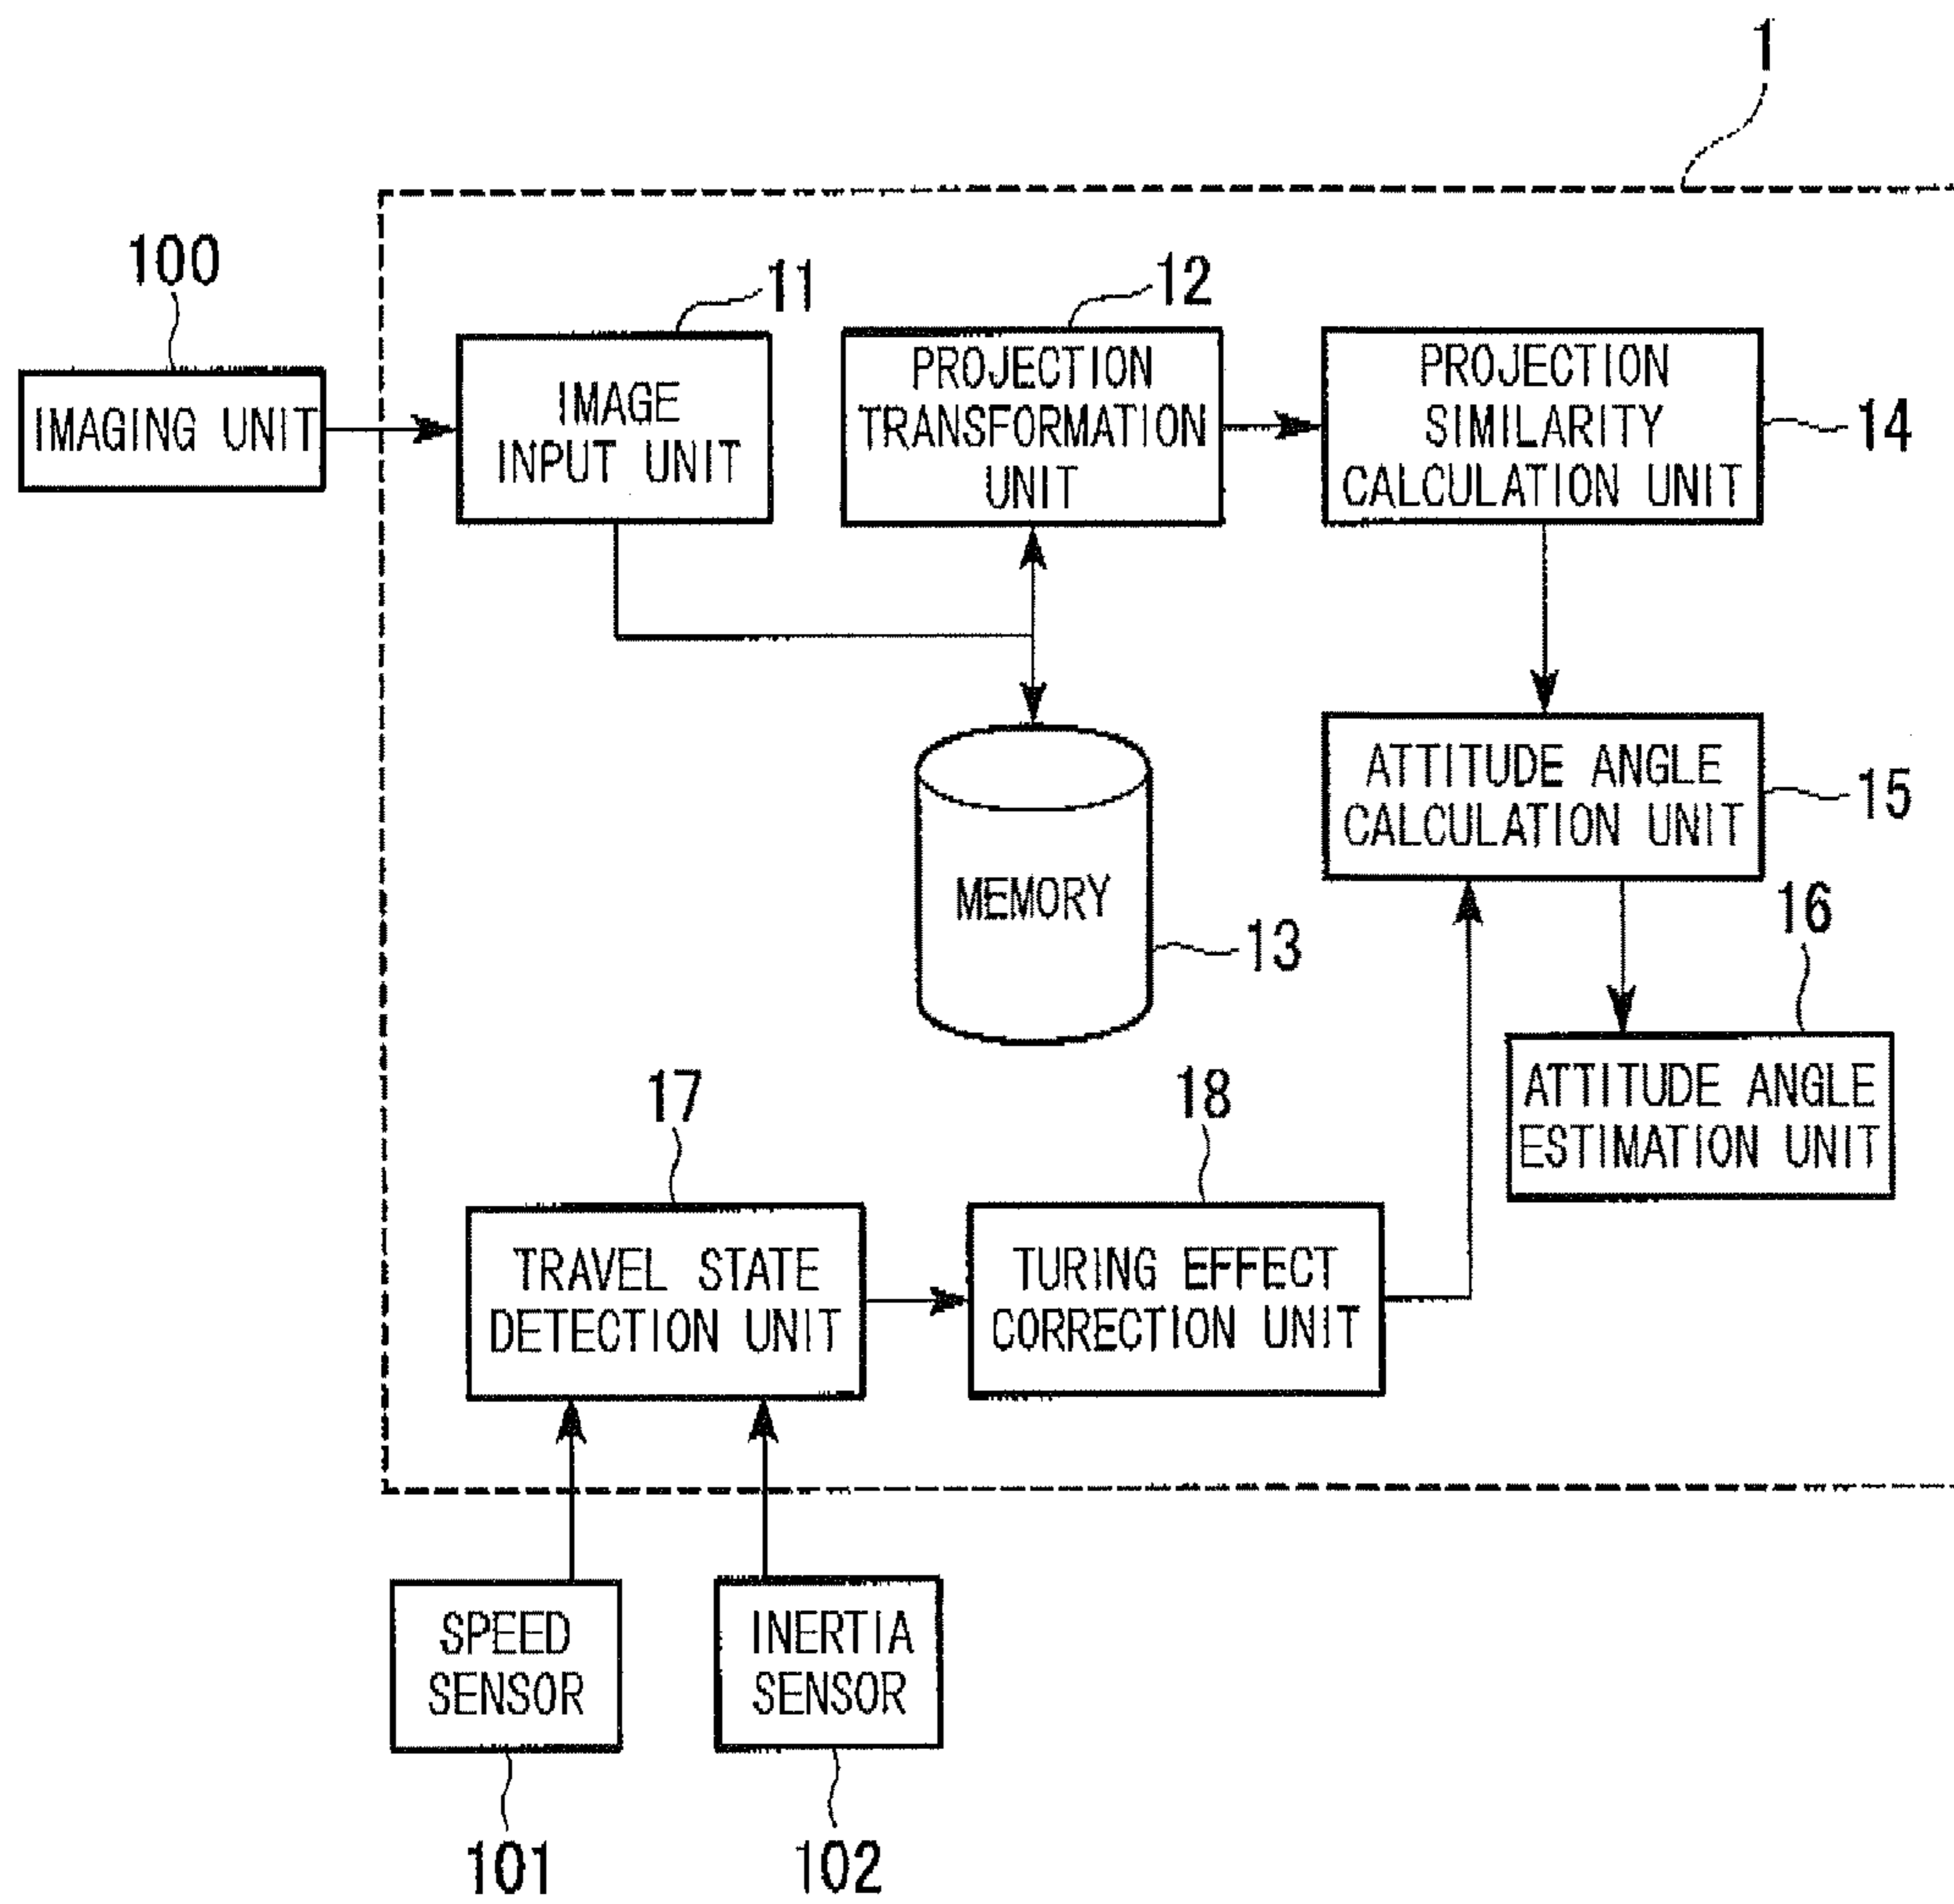 1
100
11
12
IMAGING UNIT
IMAGE
INPUT UNIT
PROJECTION
TRANSFORMATION
UNIT
PROJECTION
SIMILARITY
CALCULATION UNIT
14
ATTITUDE ANGLE
CALCULATION UNIT
15
MEMORY
13
16
ATTITUDE ANGLE
ESTIMATION UNIT
17
18
TRAVEL STATE
DETECTION UNIT
TURING EFFECT
CORRECTION UNIT
SPEED
SENSOR
INERTIA
SENSOR
101
102